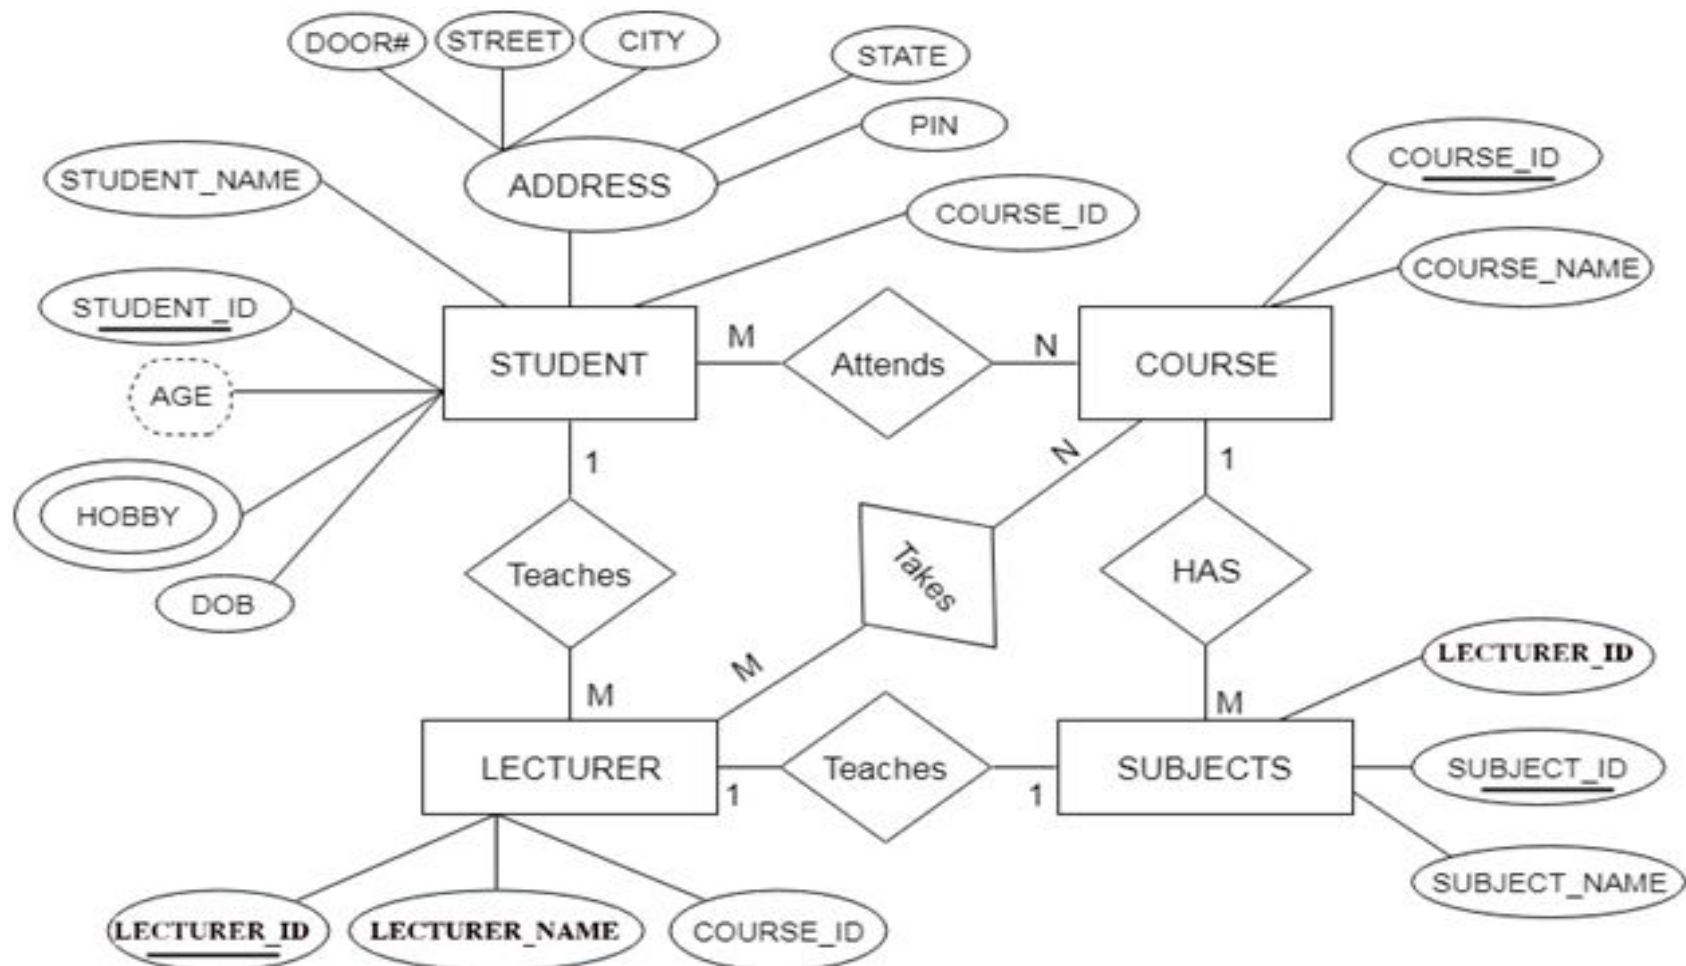 DOOR#
STREET
CITY
STATE
PIN
ADDRESS
STUDENT_NAME
COURSE_ID
COURSE_ID
COURSE_NAME
STUDENT_ID
AGE
HOBBY
DOB
STUDENT
M
Attends
N
COURSE
1
Teaches
M
N
Takes
M
1
HAS
M
LECTURER
1
Teaches
1
SUBJECTS
LECTURER_ID
SUBJECT_ID
SUBJECT_NAME
LECTURER_ID
LECTURER_NAME
COURSE_ID